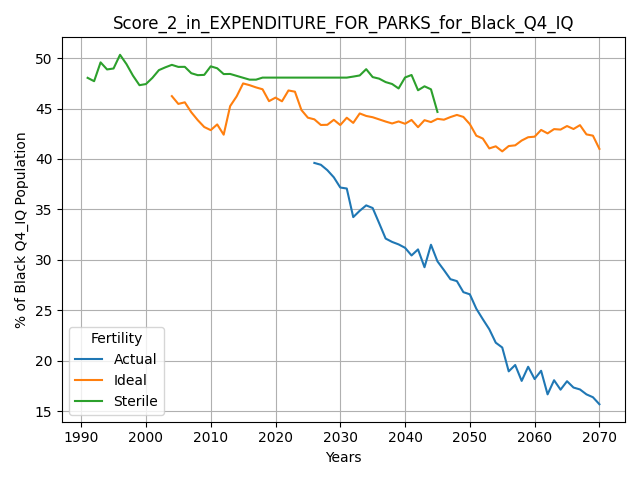 Score_2_in_EXPENDITURE_FOR_PARKS_for_Black_Q4_IQ
% of Black Q4_IQ Population
50
45
40
35
30
25
20
15
Fertility
Actual
Ideal
Sterile
1990 2000 2010 2020 2030 2040 2050 2060 2070
Years